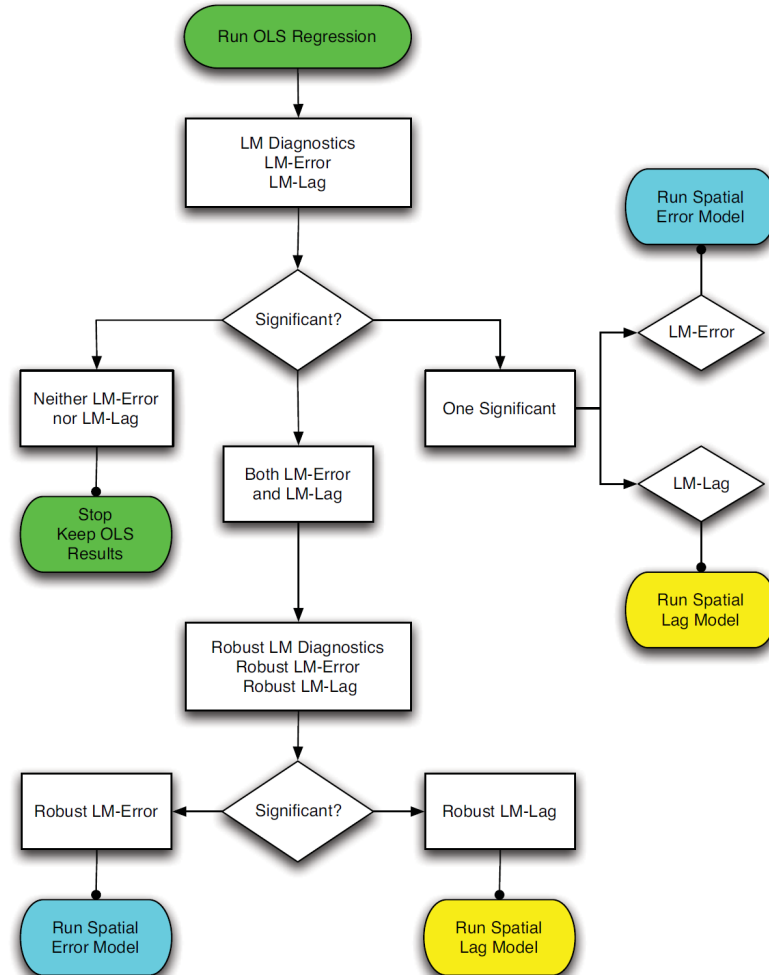 Run OLS Regression
LM Diagnostics
LM-Error
LM-Lag
Run Spatial
Error Model
Significant?
LM-Error
Neither LM-Error
nor LM-Lag
One Significant
Both LM-Error
and LM-Lag
LM-Lag
Stop
Keep OLS
Results
Run Spatial
Lag Model
Robust LM Diagnostics
Robust LM-Error
Robust LM-Lag
Robust LM-Error
Significant?
Robust LM-Lag
Run Spatial
Error Model
Run Spatial
Lag Model